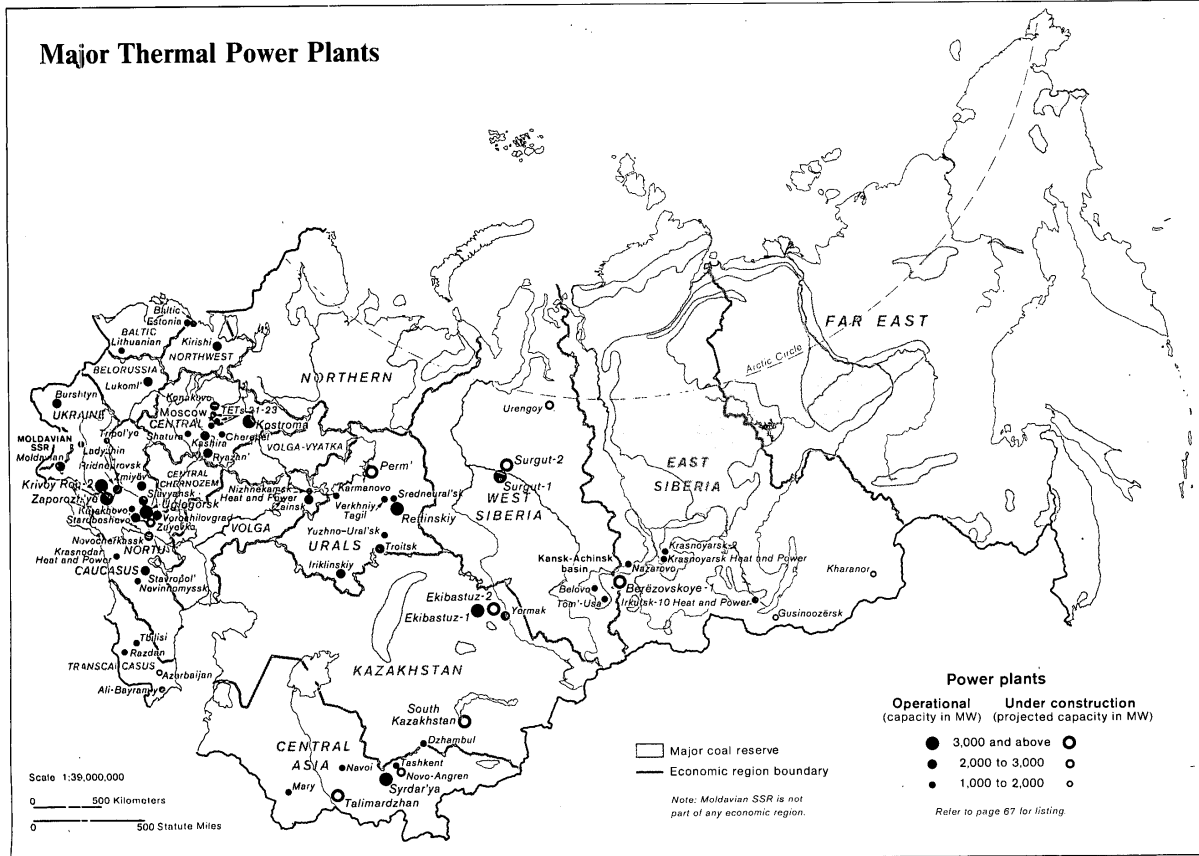 Major Thermal Power Plants
Baltic
Estonia
BALTIC
Lithuanian
Kirishi
NORTHWEST
BELORUSSIA
Lukoml'
NORTHERN
FAR EAST
Arctic Circle
Burshtyn
UKRAINE
Konakovo
Moscow
TETs 21-23
CENTRAL
Kostroma
Shatura
Cherepet
Kashira
Ryazan'
VOLGA-VYATKA
MOLDAVIAN
SSR
Moldavian
Tripol'ye
Ladyzhin
Pridneprovsk
Zmiyëv
CENTRAL
CHERNOZEM
Krivoy Rog-2
Zaporozh'ye
Slavyansk
Uglegorsk
Kurakhovo
Voroshilovgrad
Starobeshevo
Zuyevka
Novocherkassk
Krasnodar
Heat and Power
NORTH
CAUCASUS
Stavropol'
Nevinnomyssk
Nizhnekamsk
Heat and Power
Zainsk
Karmanovo
Perm'
VOLGA
Verkhniy
Tagil
Sredneural'sk
Reftinskiy
Yuzhno-Ural'sk
URALS
Troitsk
Iriklinskiy
Urengoy
Surgut-2
Surgut-1
WEST
SIBERIA
EAST
SIBERIA
Kansk-Achinsk
basin
Krasnoyarsk-2
Krasnoyarsk Heat and Power
Nazarovo
Berëzovskoye-1
Belovo
Tom'-Usa
Irkutsk-10 Heat and Power
Gusinoozërsk
Kharanor
Ekibastuz-2
Ekibastuz-1
Yermak
KAZAKHSTAN
Tbilisi
Razdan
TRANSCAUCASUS
Azerbaijan
Ali-Bayramly
South
Kazakhstan
Dzhambul
CENTRAL
ASIA
Navoi
Tashkent
Novo-Angren
Syrdar'ya
Mary
Talimardzhan
Scale 1:39,000,000
0 500 Kilometers
0 500 Statute Miles
Major coal reserve
Economic region boundary
Note: Moldavian SSR is not
part of any economic region.
Power plants
Operational Under construction
(capacity in MW) (projected capacity in MW)
3,000 and above
2,000 to 3,000
1,000 to 2,000
Refer to page 67 for listing.